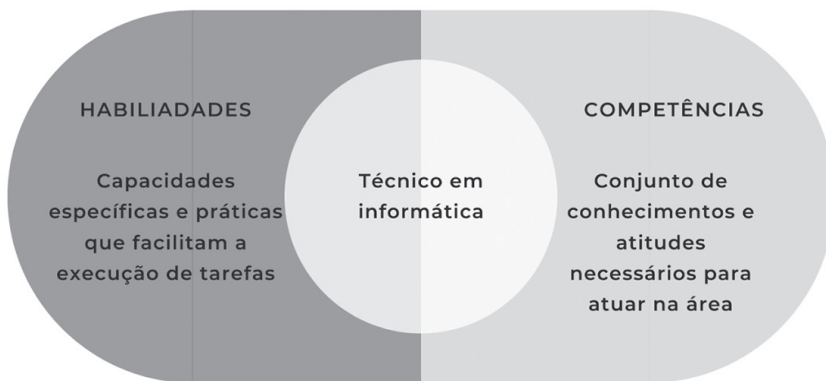 HABILIADADES
Capacidades
específicas e práticas
que facilitam a
execução de tarefas
Técnico em
informática
COMPETÊNCIAS
Conjunto de
conhecimentos e
atitudes
necessários para
atuar na área